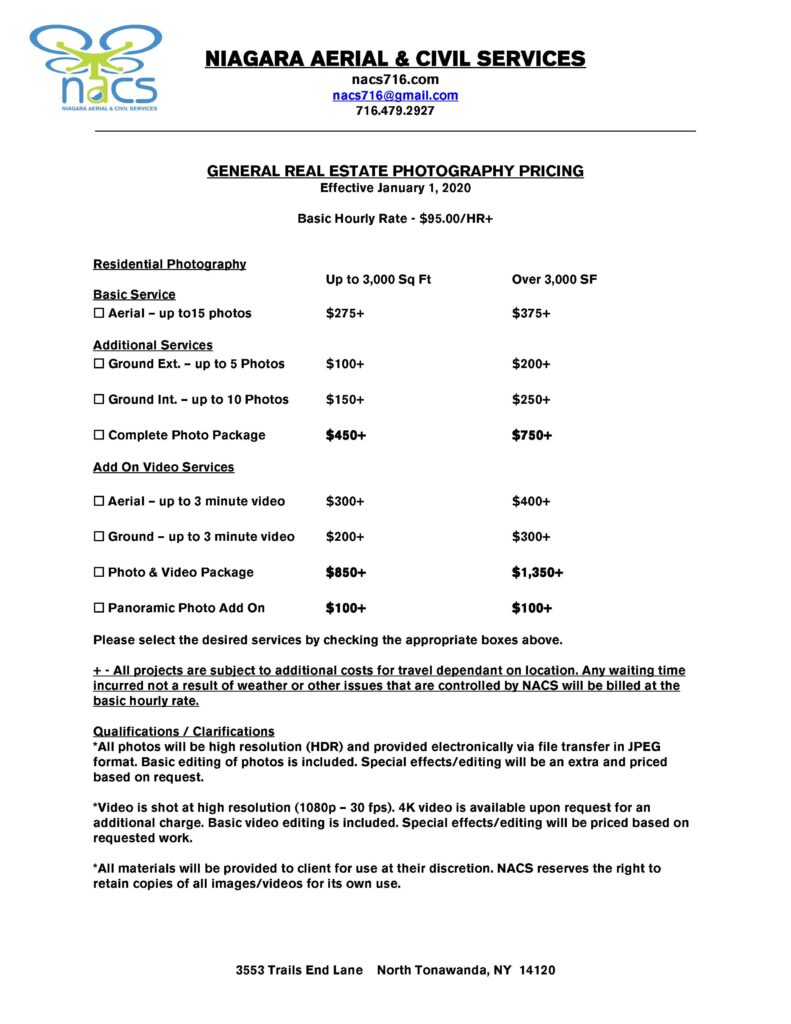 nacs
NIAGARA AERIAL & CIVIL SERVICES
NIAGARA AERIAL & CIVIL SERVICES
nacs716.com
nacs716@gmail.com
716.479.2927
GENERAL REAL ESTATE PHOTOGRAPHY PRICING
Effective January 1, 2020
Basic Hourly Rate - $95.00/HR+
Residential Photography
Up to 3,000 Sq Ft Over 3,000 SF
Basic Service
☐ Aerial – up to15 photos $275+ $375+
Additional Services
☐ Ground Ext. – up to 5 Photos $100+ $200+
☐ Ground Int. – up to 10 Photos $150+ $250+
☐ Complete Photo Package $450+ $750+
Add On Video Services
☐ Aerial – up to 3 minute video $300+ $400+
☐ Ground – up to 3 minute video $200+ $300+
☐ Photo & Video Package $850+ $1,350+
☐ Panoramic Photo Add On $100+ $100+
Please select the desired services by checking the appropriate boxes above.
+ - All projects are subject to additional costs for travel dependant on location. Any waiting time
incurred not a result of weather or other issues that are controlled by NACS will be billed at the
basic hourly rate.
Qualifications / Clarifications
*All photos will be high resolution (HDR) and provided electronically via file transfer in JPEG
format. Basic editing of photos is included. Special effects/editing will be an extra and priced
based on request.
*Video is shot at high resolution (1080p – 30 fps). 4K video is available upon request for an
additional charge. Basic video editing is included. Special effects/editing will be priced based on
requested work.
*All materials will be provided to client for use at their discretion. NACS reserves the right to
retain copies of all images/videos for its own use.
3553 Trails End Lane North Tonawanda, NY 14120